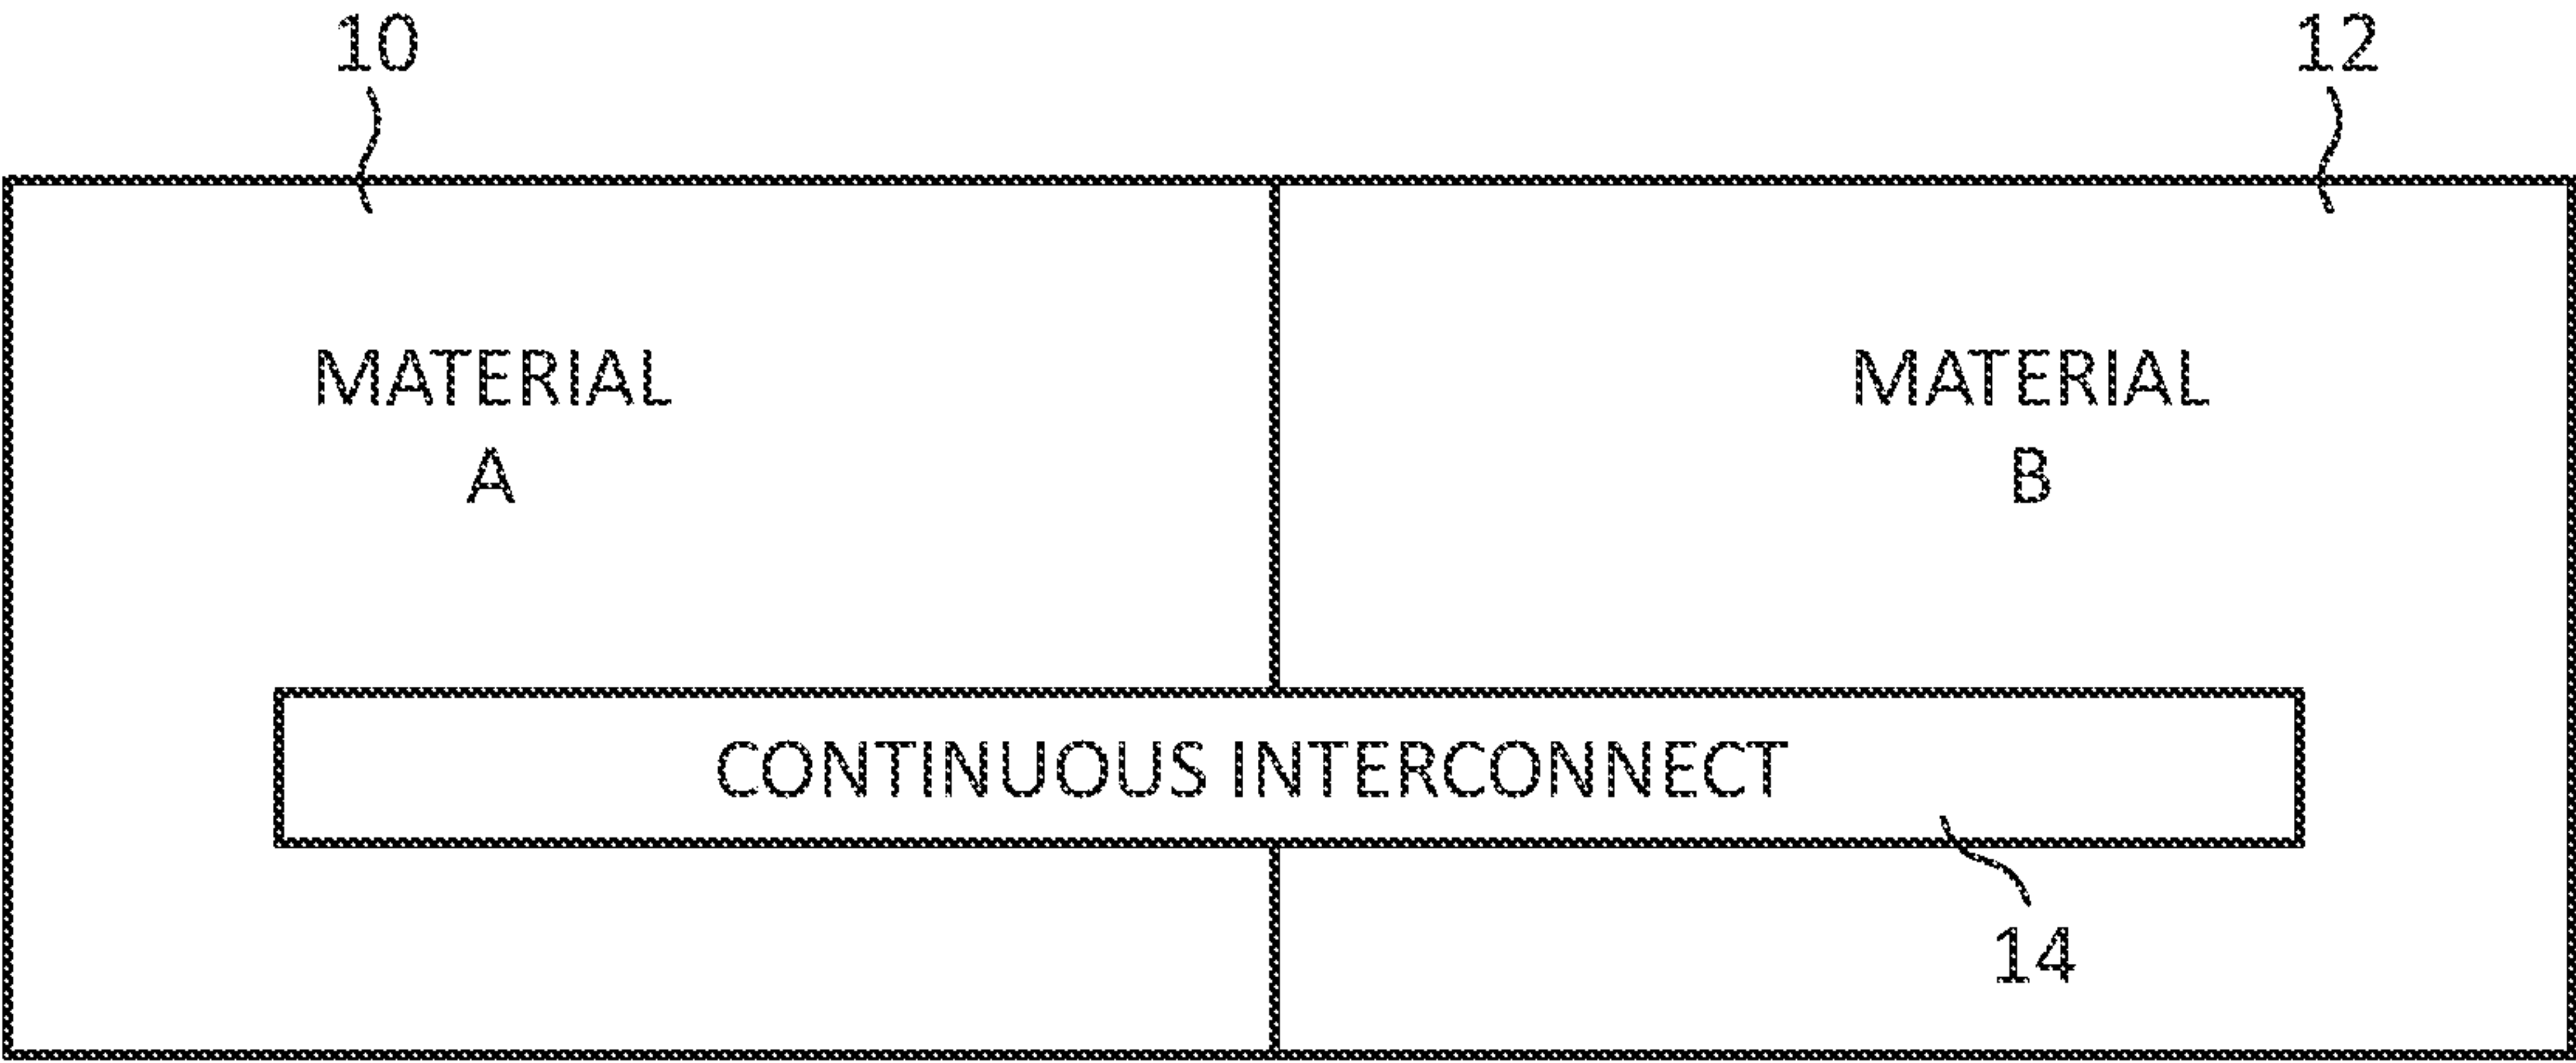 10
12
MATERIAL
A
MATERIAL
B
CONTINUOUS INTERCONNECT
14